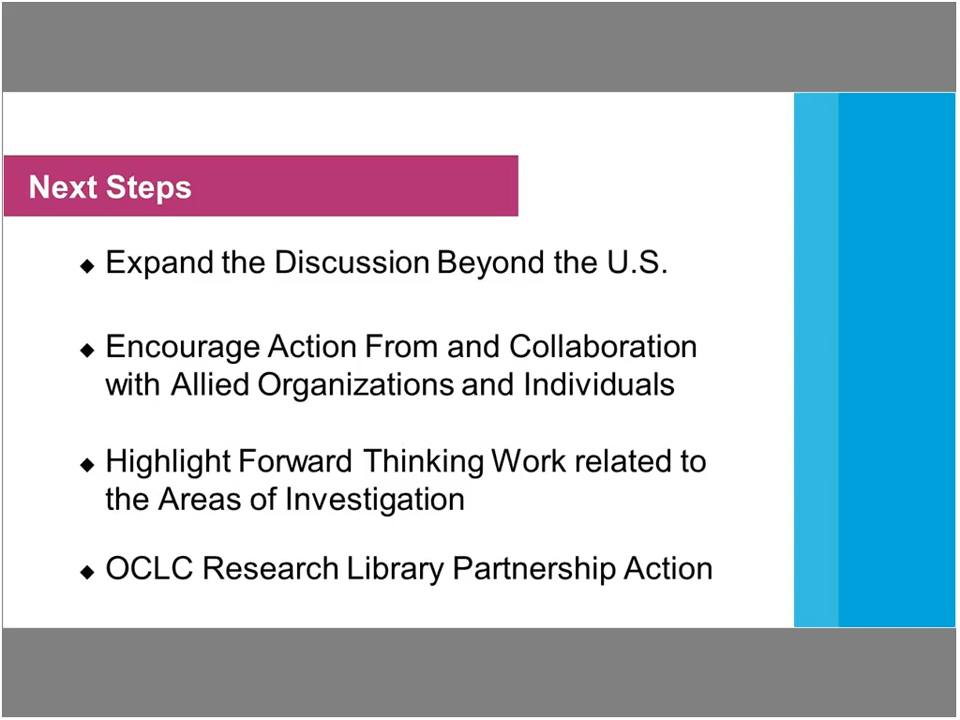 Next Steps
Expand the Discussion Beyond the U.S.
Encourage Action From and Collaboration
with Allied Organizations and Individuals
Highlight Forward Thinking Work related to
the Areas of Investigation
OCLC Research Library Partnership Action